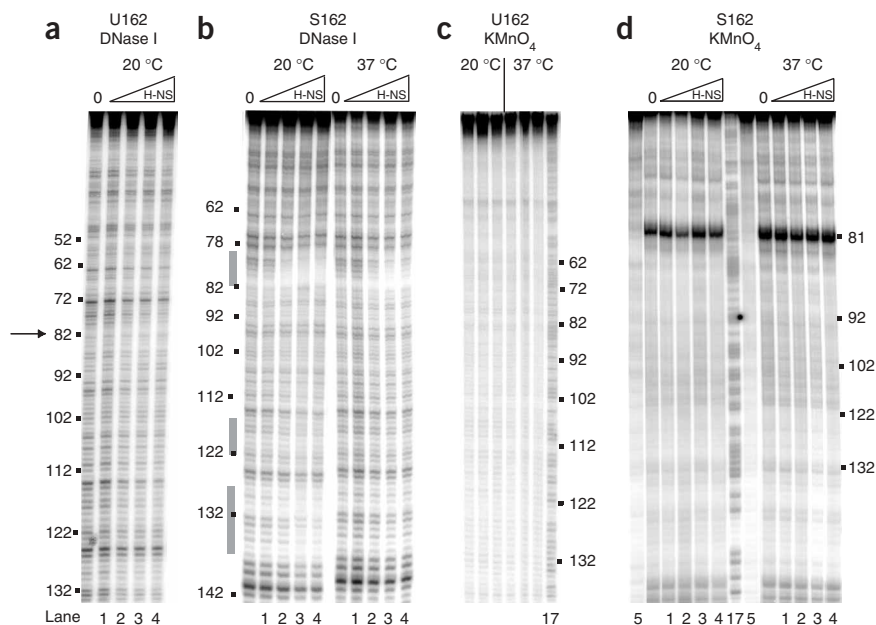 a U162 DNase I
20 °C
H-NS
52
62
72
82
92
102
112
122
132
Lane 1 2 3 4
b S162 DNase I
20 °C 37 °C
0 H-NS 0 H-NS
62
78
82
92
102
112
122
132
142
1 2 3 4 1 2 3 4
c U162 KMnO4
20 °C 37 °C
62
72
82
92
102
112
122
132
17
d S162 KMnO4
20 °C 37 °C
0 H-NS 0 H-NS
81
92
102
122
132
5 1 2 3 4 17 5 1 2 3 4